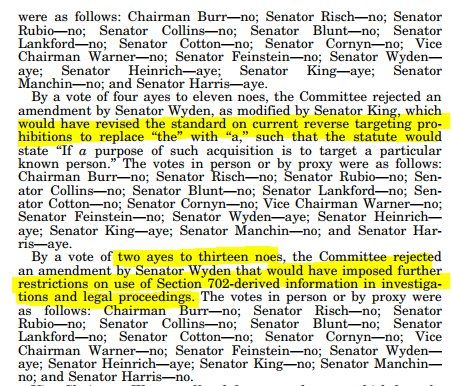 were as follows: Chairman Burr—no; Senator Risch—no; Senator
Rubio—no; Senator Collins—no; Senator Blunt—no; Senator
Lankford—no; Senator Cotton—no; Senator Cornyn—no; Vice
Chairman Warner—no; Senator Feinstein—no; Senator Wyden—
aye; Senator Heinrich—aye; Senator King—aye; Senator
Manchin—no; and Senator Harris—aye.
By a vote of four ayes to eleven noes, the Committee rejected an
amendment by Senator Wyden, as modified by Senator King, which
would have revised the standard on current reverse targeting pro-
hibitions to replace “the” with “a,” such that the statute would
state “If a purpose of such acquisition is to target a particular
known person.” The votes in person or by proxy were as follows:
Chairman Burr—no; Senator Risch—no; Senator Rubio—no; Sen-
ator Collins—no; Senator Blunt—no; Senator Lankford—no; Sen-
ator Cotton—no; Senator Cornyn—no; Vice Chairman Warner—no;
Senator Feinstein—no; Senator Wyden—aye; Senator Heinrich—
aye; Senator King—aye; Senator Manchin—no; and Senator Har-
ris—aye.
By a vote of two ayes to thirteen noes, the Committee rejected
an amendment by Senator Wyden that would have imposed further
restrictions on use of Section 702-derived information in investiga-
tions and legal proceedings. The votes in person or by proxy were
as follows: Chairman Burr—no; Senator Risch—no; Senator
Rubio—no; Senator Collins—no; Senator Blunt—no; Senator
Lankford—no; Senator Cotton—no; Senator Cornyn—no; Vice
Chairman Warner—no; Senator Feinstein—no; Senator Wyden—
aye; Senator Heinrich—aye; Senator King—no; Senator Manchin—
no; and Senator Harris—no.